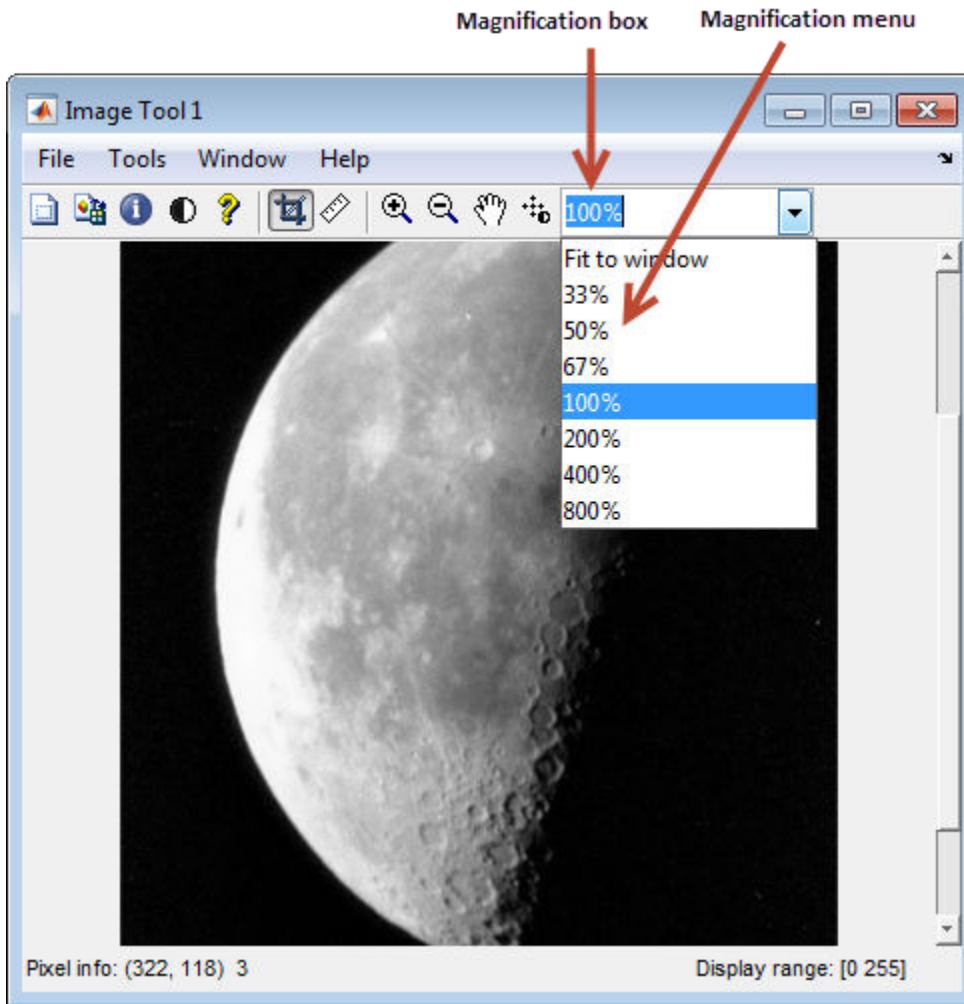 Magnification box Magnification menu
Image Tool 1
File Tools Window Help
100%
Fit to window
33%
50%
67%
100%
200%
400%
800%
Pixel info: (322, 118) 3 Display range: [0 255]